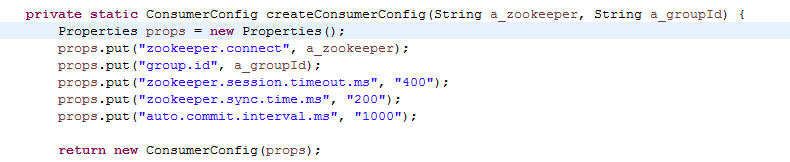 private static ConsumerConfig createConsumerConfig(String a_zookeeper, String a_groupId) {
Properties props = new Properties();
props.put("zookeeper.connect", a_zookeeper);
props.put("group.id", a_groupId);
props.put("zookeeper.session.timeout.ms", "400");
props.put("zookeeper.sync.time.ms", "200");
props.put("auto.commit.interval.ms", "1000");
return new ConsumerConfig(props);